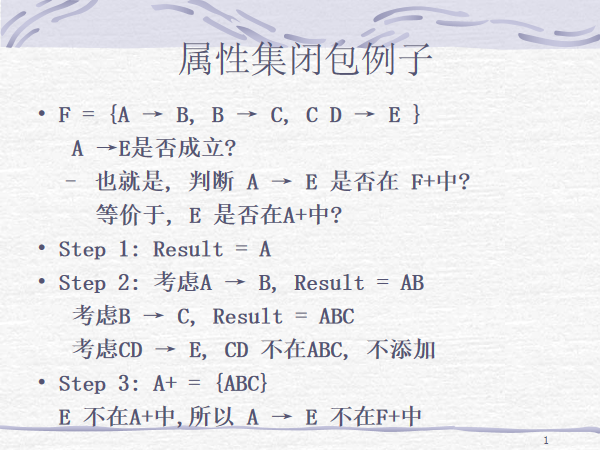 属性集闭包例子
• F = {A → B, B → C, C D → E }
A →E是否成立?
– 也就是, 判断 A → E 是否在 F+中?
等价于, E 是否在A+中?
• Step 1: Result = A
• Step 2: 考虑A → B, Result = AB
考虑B → C, Result = ABC
考虑CD → E, CD 不在ABC, 不添加
• Step 3: A+ = {ABC}
E 不在A+中,所以 A → E 不在F+中
1